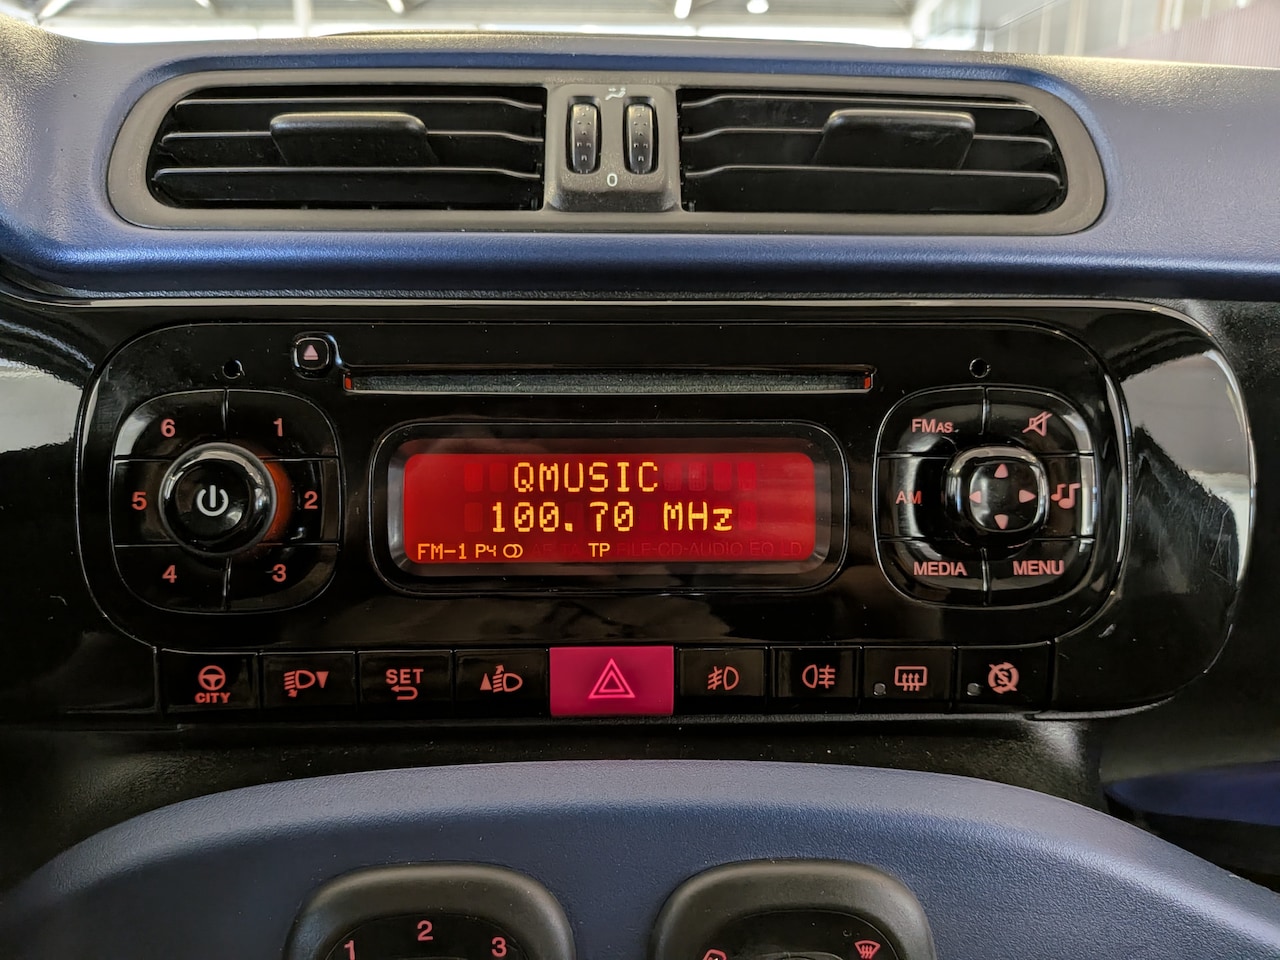 0
6
1
5
2
4
3
QMUSIC
100.70 MHz
FM-1 P4 TP
FMAS
AM
MEDIA
MENU
CITY
SET
1
2
3